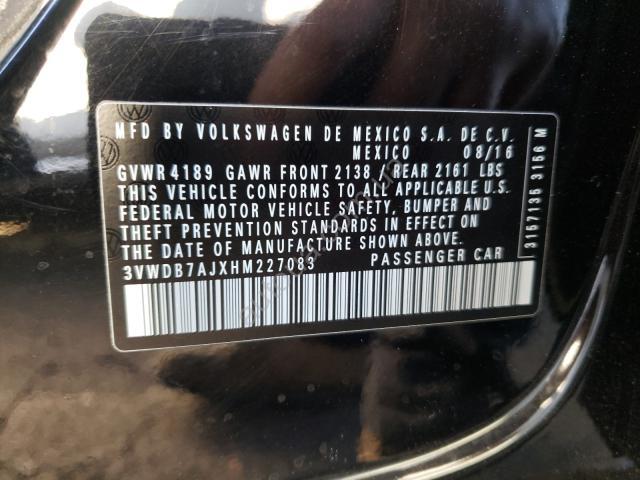 MFD BY VOLKSWAGEN DE MEXICO S.A. DE C.V.
MEXICO 08/16
GVWR 4189 GAWR FRONT 2138 / REAR 2161 LBS
THIS VEHICLE CONFORMS TO ALL APPLICABLE U.S.
FEDERAL MOTOR VEHICLE SAFETY, BUMPER AND
THEFT PREVENTION STANDARDS IN EFFECT ON
THE DATE OF MANUFACTURE SHOWN ABOVE.
3VWDB7AJXHM227083 PASSENGER CAR
3157/135 3156 M